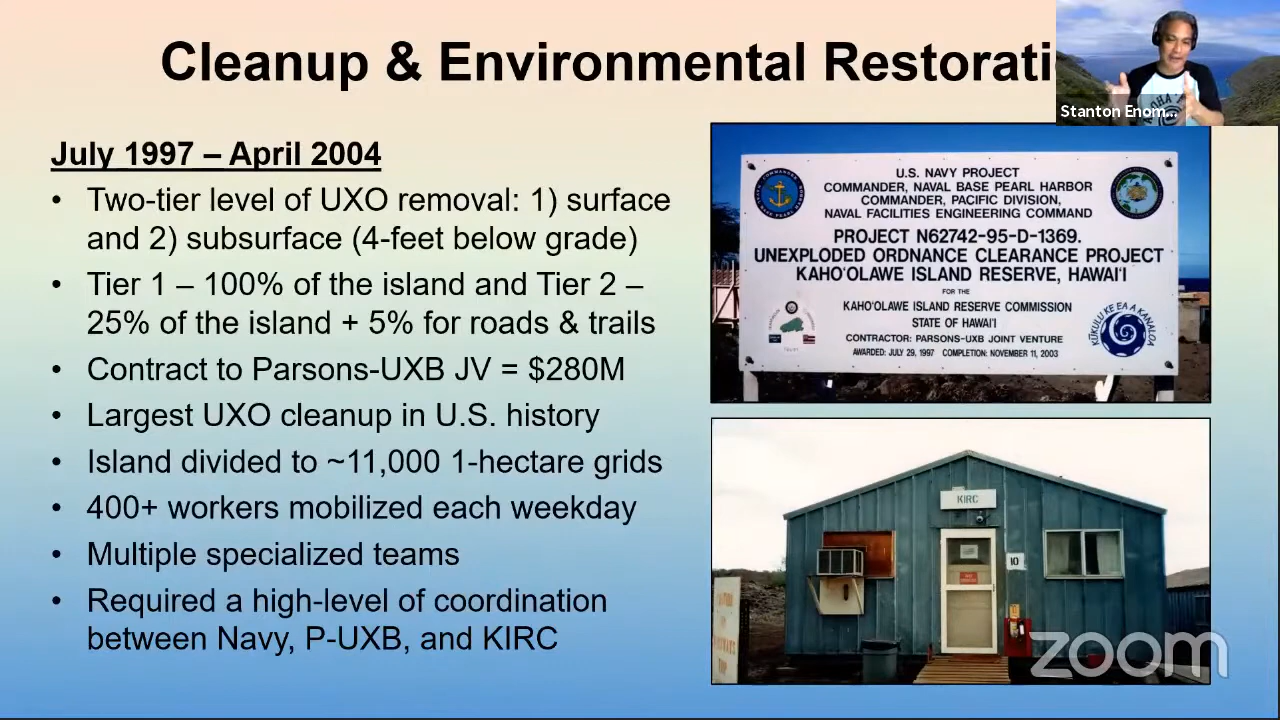 Cleanup & Environmental Restorati
Stanton Enom...
July 1997 – April 2004
• Two-tier level of UXO removal: 1) surface
and 2) subsurface (4-feet below grade)
• Tier 1 – 100% of the island and Tier 2 –
25% of the island + 5% for roads & trails
• Contract to Parsons-UXB JV = $280M
• Largest UXO cleanup in U.S. history
• Island divided to ~11,000 1-hectare grids
• 400+ workers mobilized each weekday
• Multiple specialized teams
• Required a high-level of coordination
between Navy, P-UXB, and KIRC
U.S. NAVY PROJECT
COMMANDER, NAVAL BASE PEARL HARBOR
COMMANDER, PACIFIC DIVISION,
NAVAL FACILITIES ENGINEERING COMMAND
PROJECT N62742-95-D-1369.
UNEXPLODED ORDNANCE CLEARANCE PROJECT
KAHO'OLAWE ISLAND RESERVE, HAWAI'I
FOR THE
KAHO'OLAWE ISLAND RESERVE COMMISSION
STATE OF HAWAI'I
CONTRACTOR: PARSONS-UXB JOINT VENTURE
AWARDED: JULY 29, 1997 COMPLETION: NOVEMBER 11, 2003
KŪKULU KE EA A KANALOA
KIRC
10
zoom